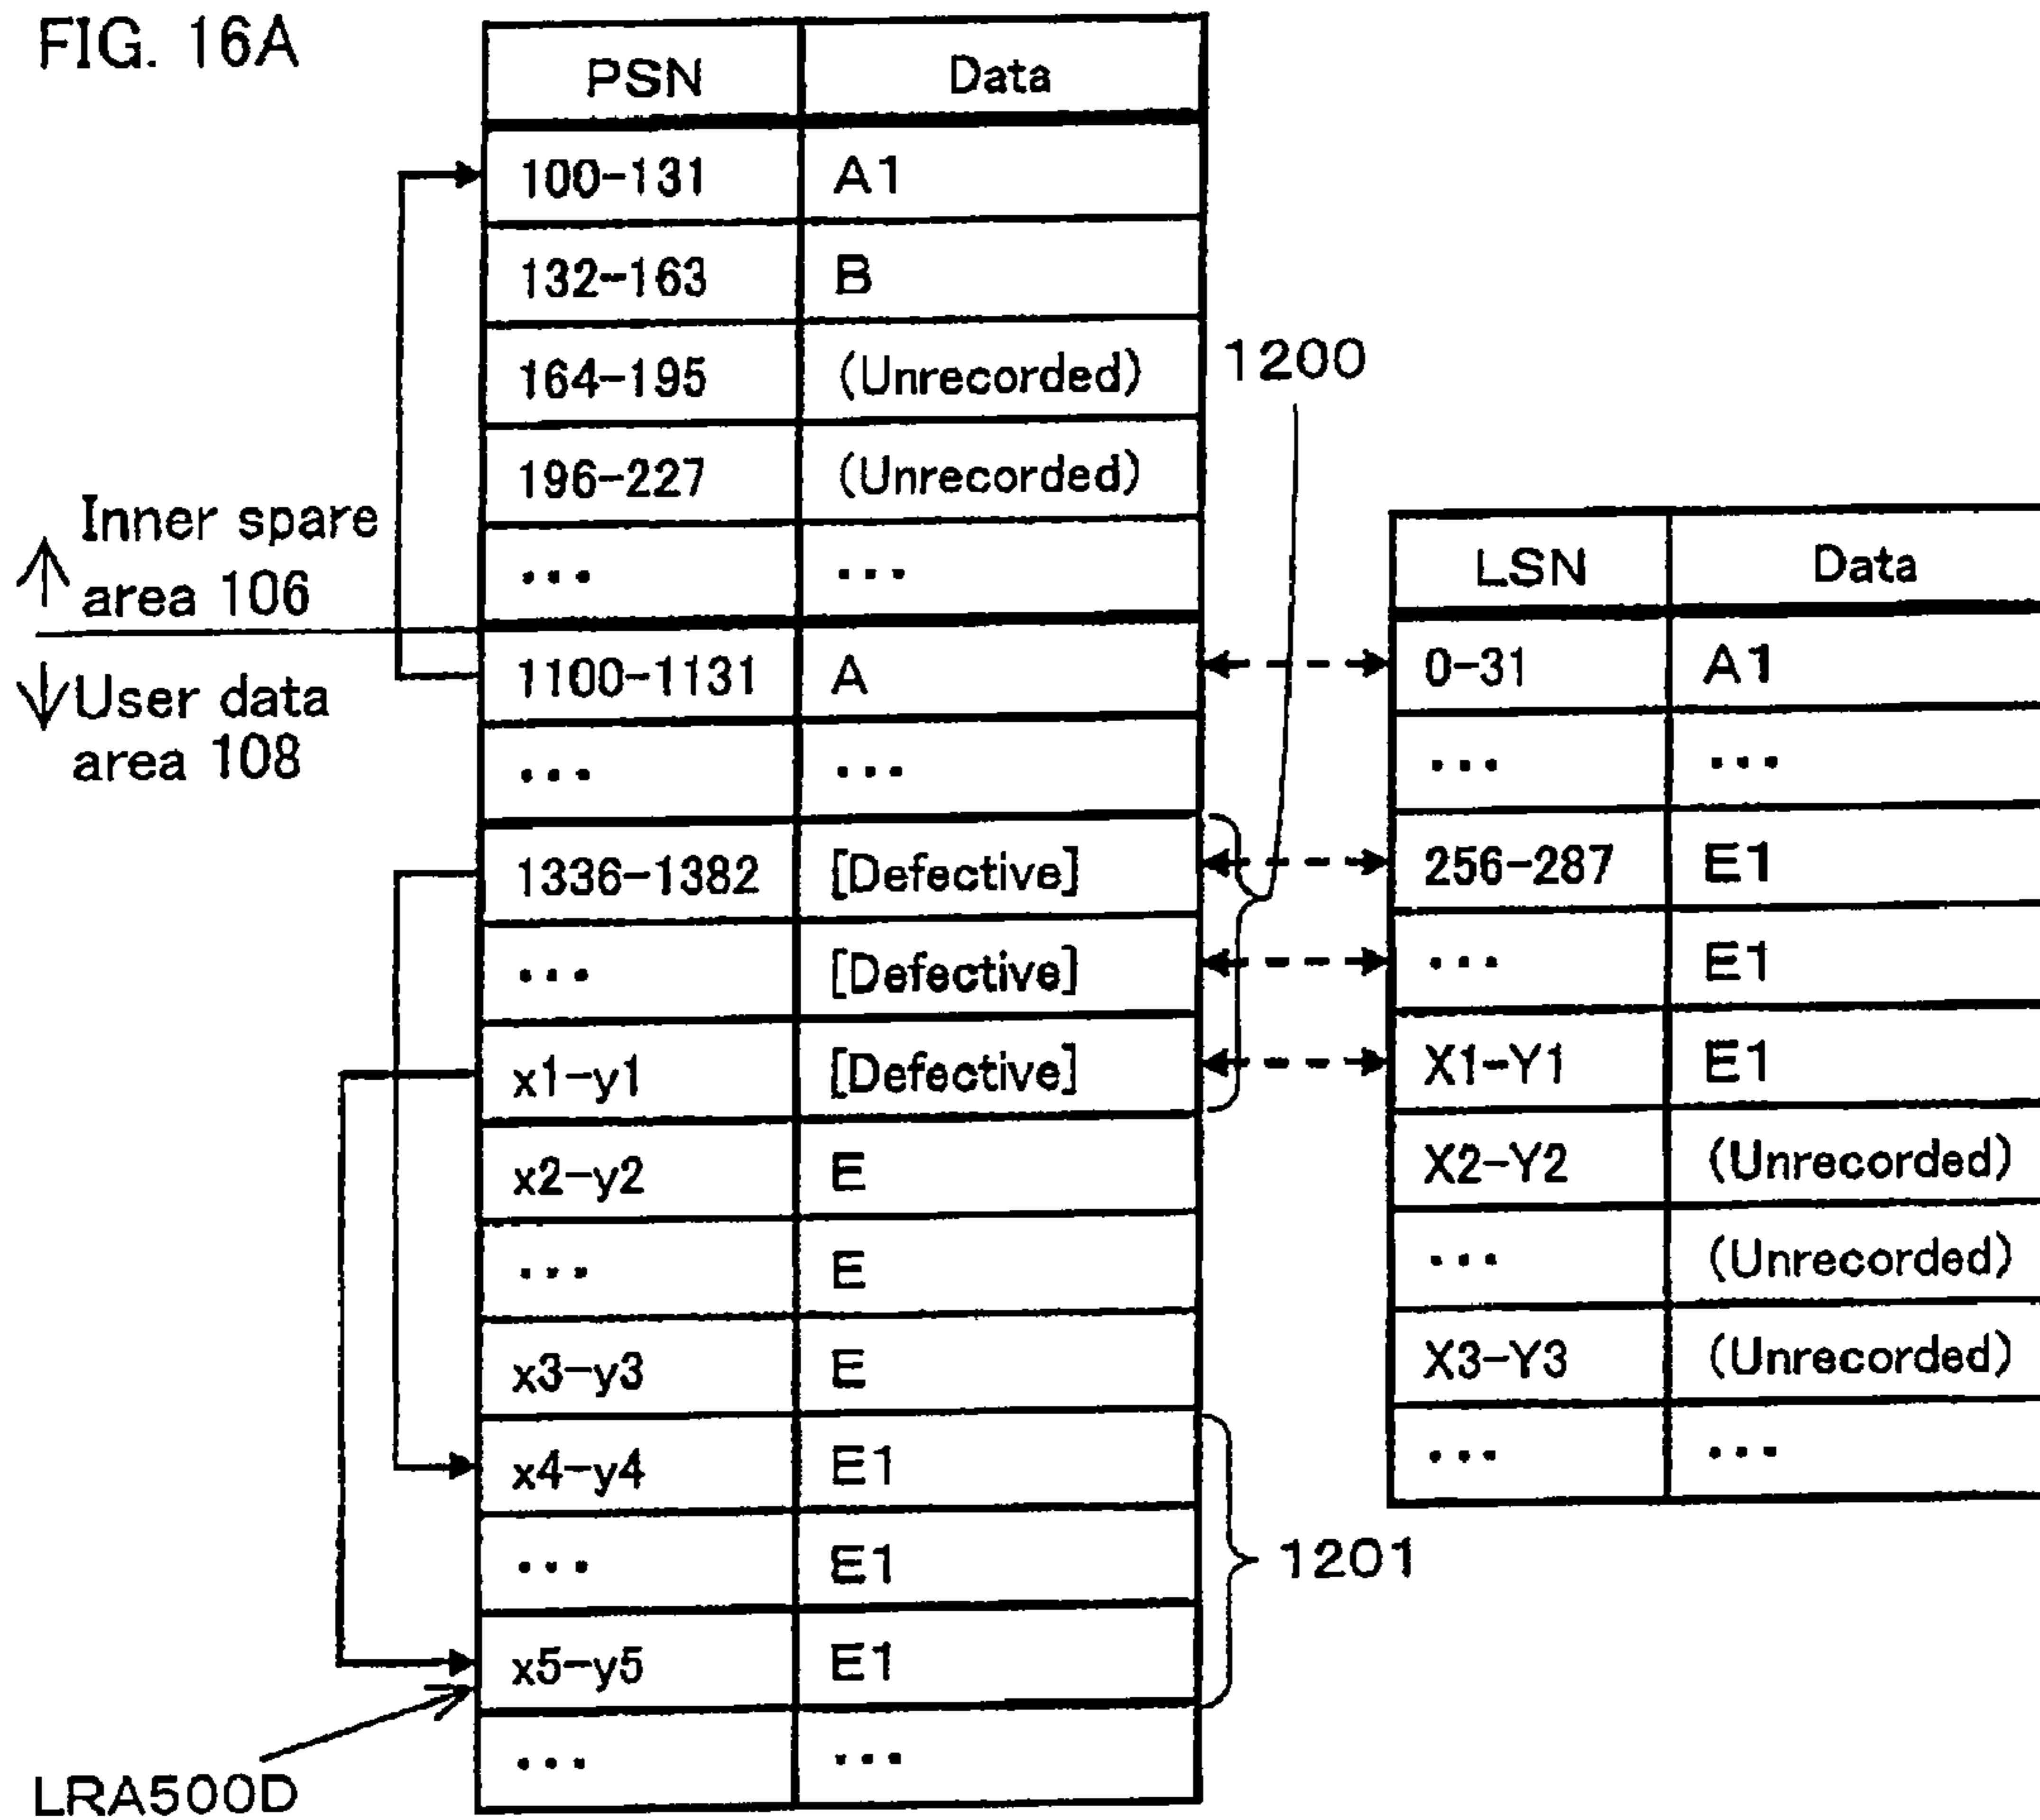 FIG. 16A
PSN Data
100-131 A1
132-163 B
164-195 (Unrecorded)
196-227 (Unrecorded)
... ...
1100-1131 A
... ...
1336-1382 [Defective]
... [Defective]
x1-y1 [Defective]
x2-y2 E
... E
x3-y3 E
x4-y4 E1
... E1
x5-y5 E1
... ...
Inner spare
area 106
User data
area 108
LRA500D
1200
1201
LSN Data
0-31 A1
... ...
256-287 E1
... E1
X1-Y1 E1
X2-Y2 (Unrecorded)
... (Unrecorded)
X3-Y3 (Unrecorded)
... ...